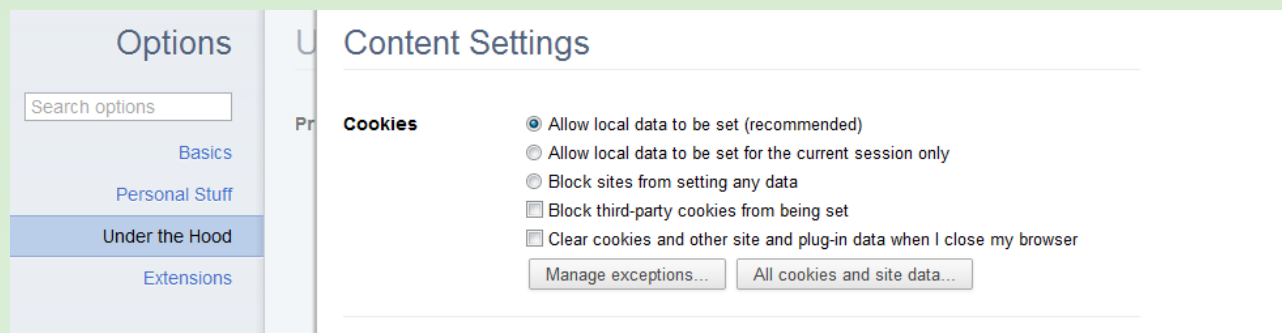 Options
Search options
Basics
Personal Stuff
Under the Hood
Extensions
U
Pr
Content Settings
Cookies
Allow local data to be set (recommended)
Allow local data to be set for the current session only
Block sites from setting any data
Block third-party cookies from being set
Clear cookies and other site and plug-in data when I close my browser
Manage exceptions... All cookies and site data...